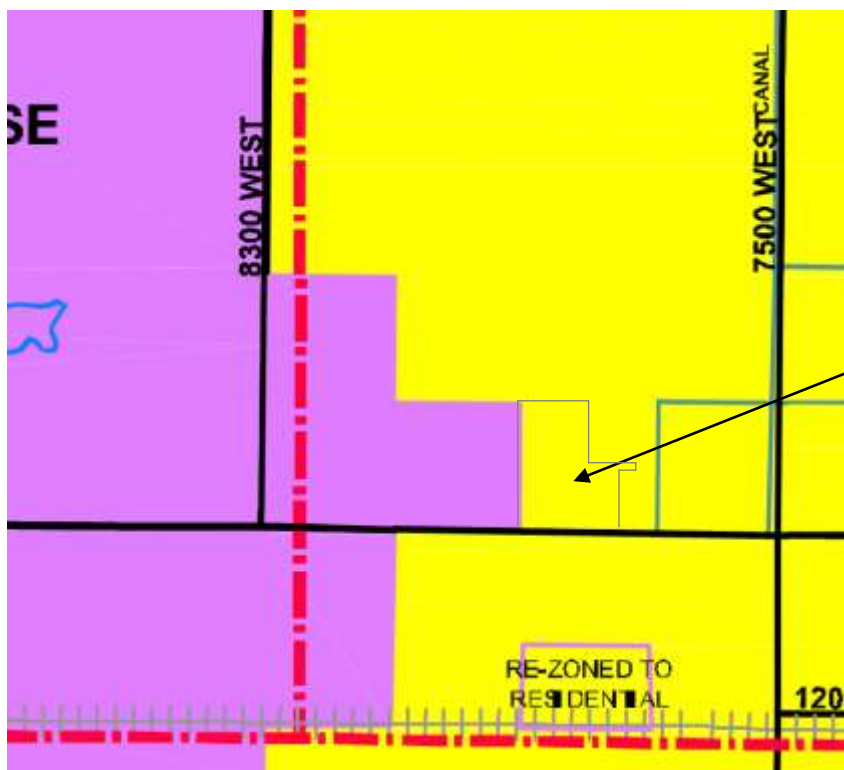 SE
8300 WEST
7500 WEST
CANAL
RE-ZONED TO
RESIDENTIAL
120